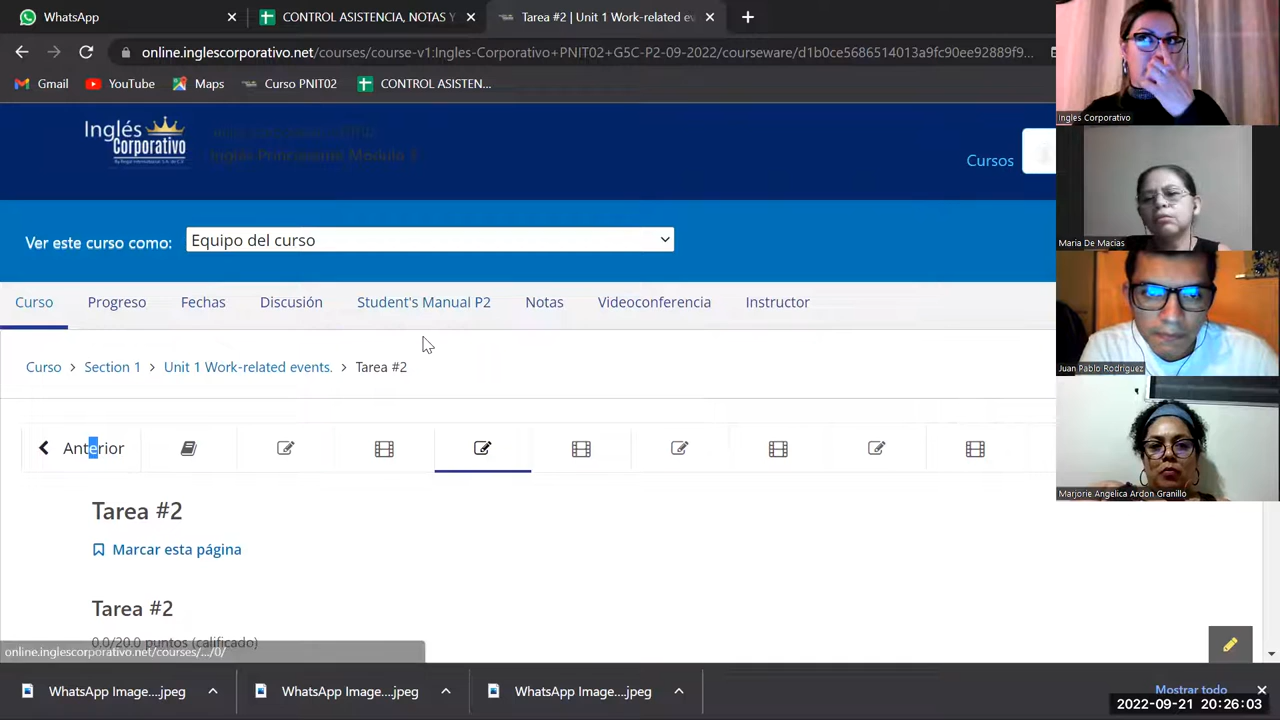 WhatsApp
CONTROL ASISTENCIA, NOTAS Y
Tarea #2 | Unit 1 Work-related ev
online.inglescorporativo.net/courses/course-v1:Ingles-Corporativo+PNIT02+G5C-P2-09-2022/courseware/d1b0ce568651401
Gmail
YouTube
Maps
Curso PNIT02
CONTROL ASISTEN...
Inglés
Corporativo
Cursos
Ver este curso como:
Equipo del curso
Curso
Progreso
Fechas
Discusión
Student's Manual P2
Notas
Videoconferencia
Instructor
Curso > Section 1 > Unit 1 Work-related events. > Tarea #2
Anterior
Tarea #2
Marcar esta página
Tarea #2
0.0/20.0 puntos (calificado)
online.inglescorporativo.net/courses/.../0/
WhatsApp Image....jpeg
WhatsApp Image....jpeg
WhatsApp Image....jpeg
Mostrar todo
2022-09-21 20:26:03
Ingles Corporativo
Maria De Macias
Juan Pablo Rodriguez
Marjorie Angelica Ardon Granillo